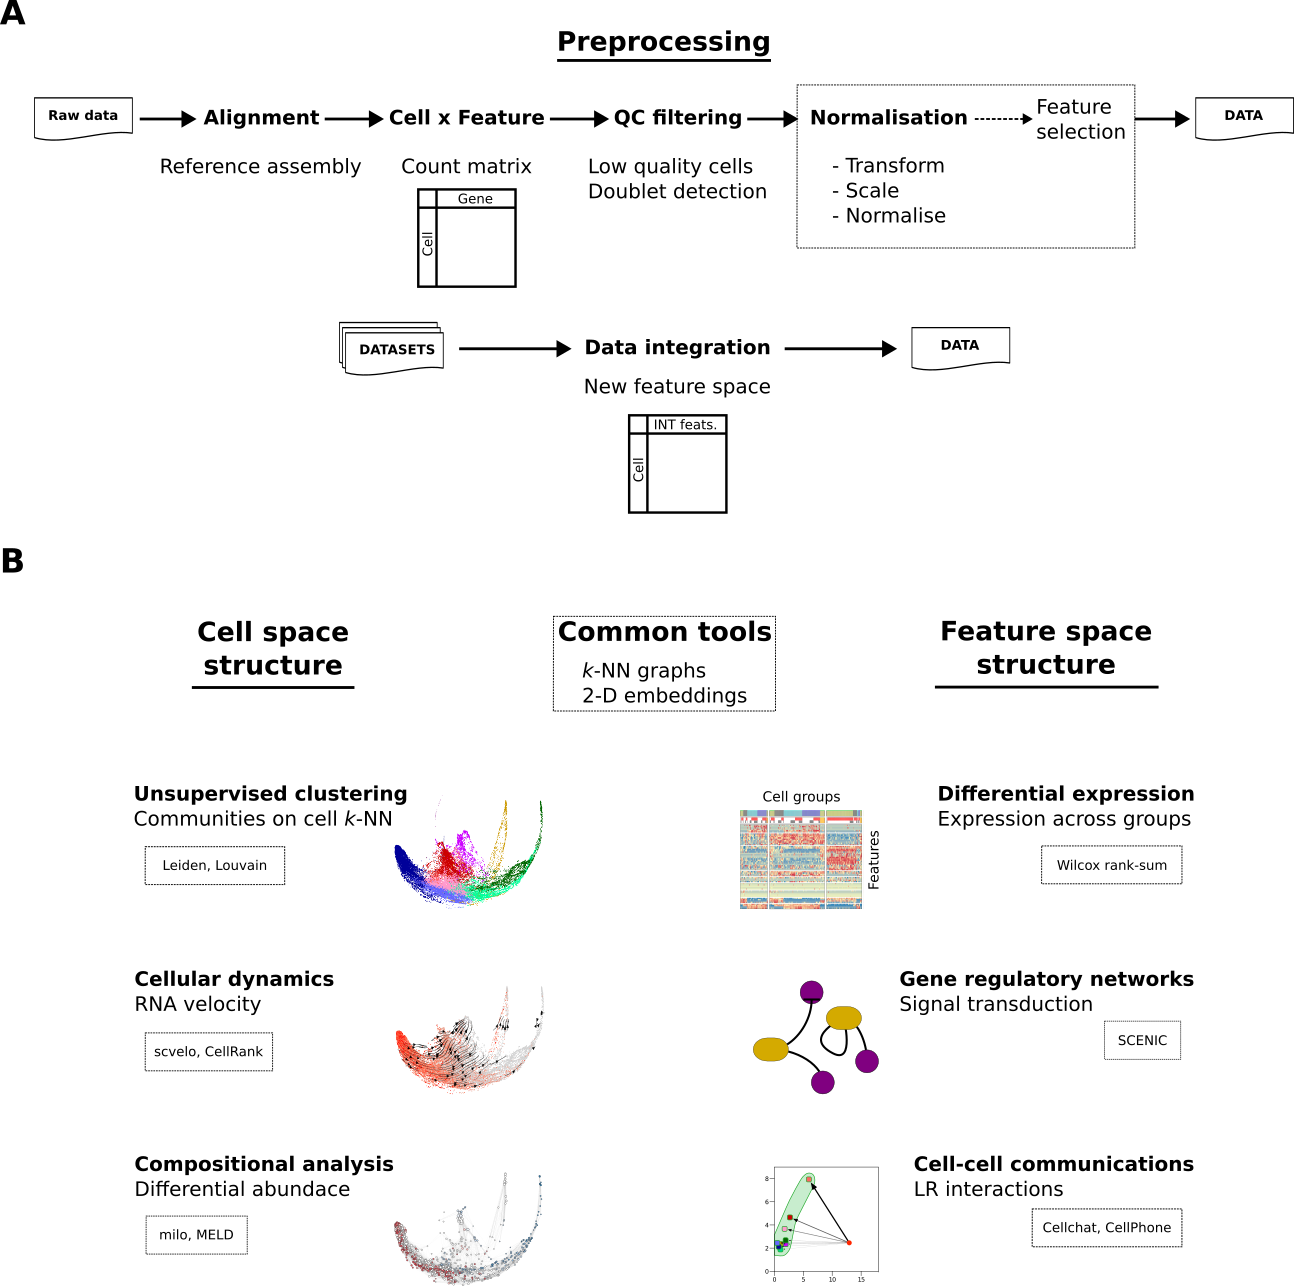 A
Preprocessing
Raw data
Alignment
Cell x Feature
QC filtering
Normalisation
Feature
selection
DATA
Reference assembly
Count matrix
Gene
Cell
Low quality cells
Doublet detection
- Transform
- Scale
- Normalise
DATASETS
Data integration
DATA
New feature space
INT feats.
Cell
B
Cell space
structure
Common tools
k-NN graphs
2-D embeddings
Feature space
structure
Unsupervised clustering
Communities on cell k-NN
Leiden, Louvain
Cell groups
Features
Differential expression
Expression across groups
Wilcox rank-sum
Cellular dynamics
RNA velocity
scvelo, CellRank
Gene regulatory networks
Signal transduction
SCENIC
Compositional analysis
Differential abundace
milo, MELD
8
6
4
2
0
0 5 10 15
Cell-cell communications
LR interactions
Cellchat, CellPhone